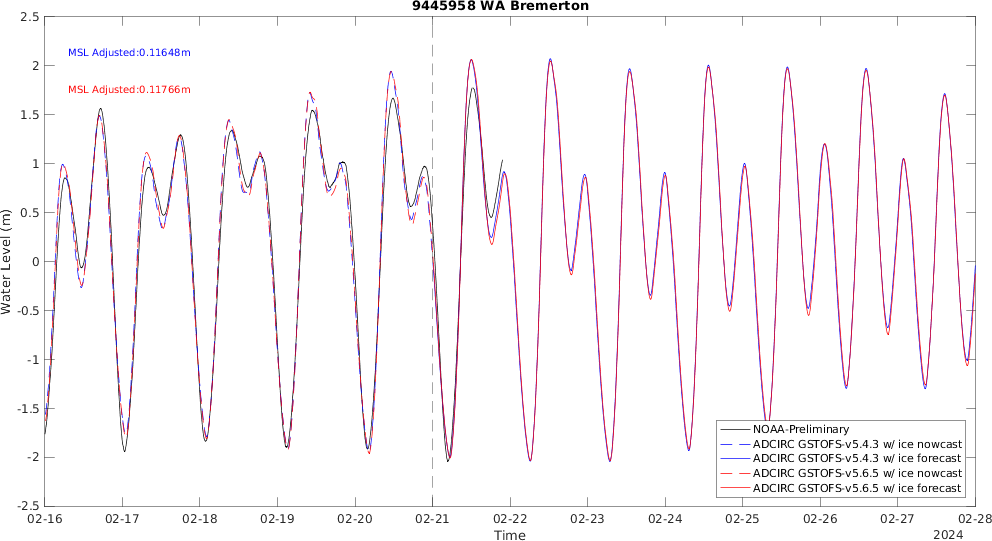 9445958 WA Bremerton
MSL Adjusted:0.11648m
MSL Adjusted:0.11766m
Water Level (m)
2.5
2
1.5
1
0.5
0
-0.5
-1
-1.5
-2
-2.5
NOAA-Preliminary
ADCIRC GSTOFS-v5.4.3 w/ ice nowcast
ADCIRC GSTOFS-v5.4.3 w/ ice forecast
ADCIRC GSTOFS-v5.6.5 w/ ice nowcast
ADCIRC GSTOFS-v5.6.5 w/ ice forecast
02-16 02-17 02-18 02-19 02-20 02-21 02-22 02-23 02-24 02-25 02-26 02-27 02-28
Time
2024